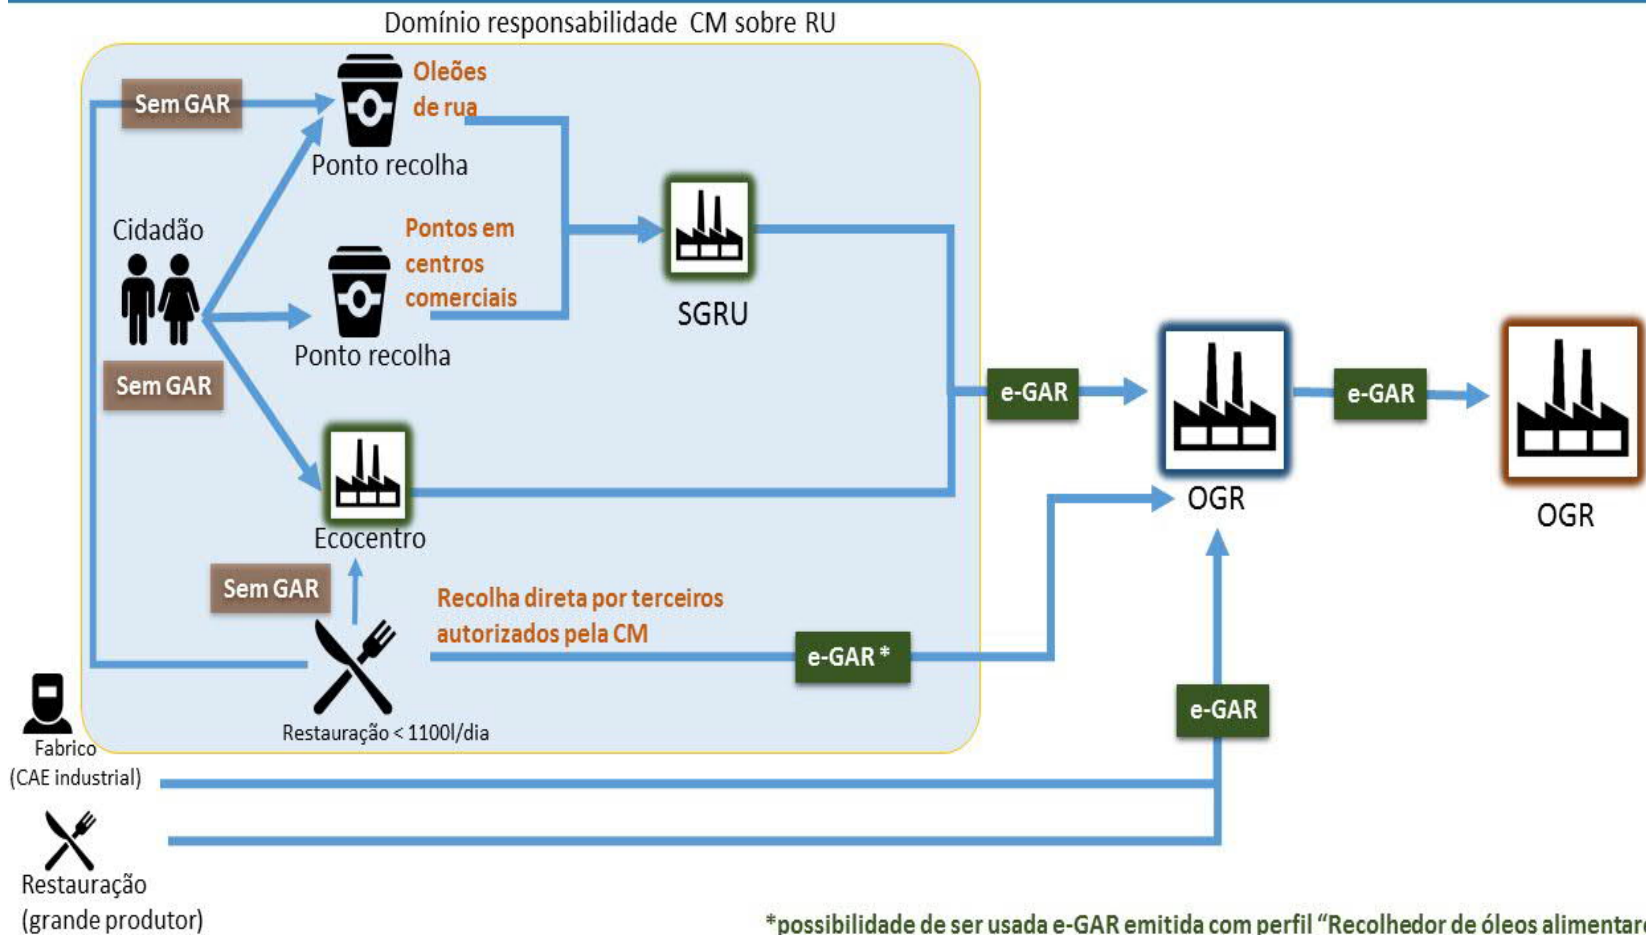 Domínio responsabilidade CM sobre RU
Sem GAR
Oleões
de rua
Ponto recolha
Cidadão
Pontos em
centros
comerciais
Ponto recolha
SGRU
Sem GAR
e-GAR
e-GAR
OGR
OGR
Ecocentro
Sem GAR
Recolha direta por terceiros
autorizados pela CM
e-GAR *
e-GAR
Restauração < 1100l/dia
Fabrico
(CAE industrial)
Restauração
(grande produtor)
*possibilidade de ser usada e-GAR emitida com perfil “Recolhedor de óleos